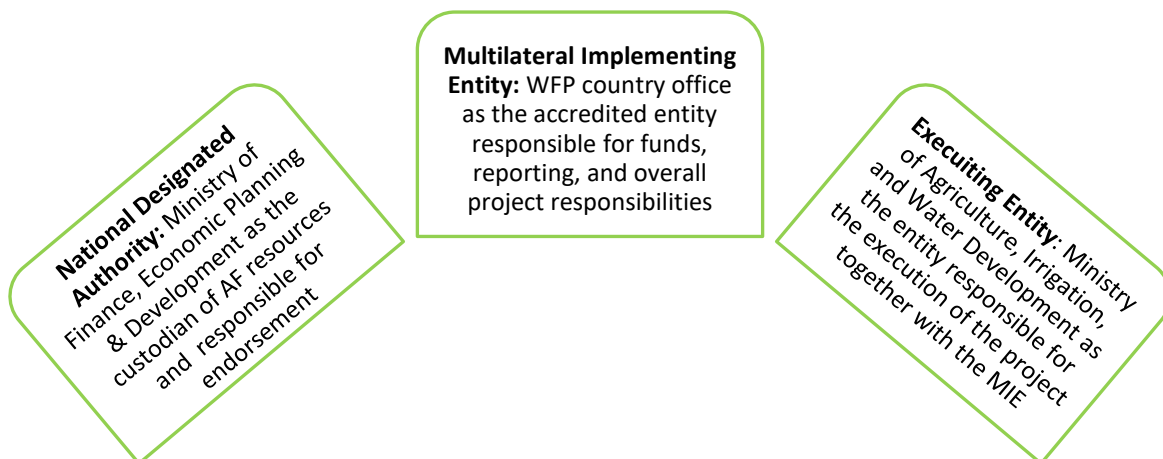 National Designated
Authority: Ministry of
Finance, Economic Planning
& Development as the
custodian of AF resources
and responsible for
endorsement
Multilateral Implementing
Entity: WFP country office
as the accredited entity
responsible for funds,
reporting, and overall
project responsibilities
Execuiting Entity: Ministry
of Agriculture, Irrigation,
and Water Development as
the entity responsible for
the execution of the project
together with the MIE